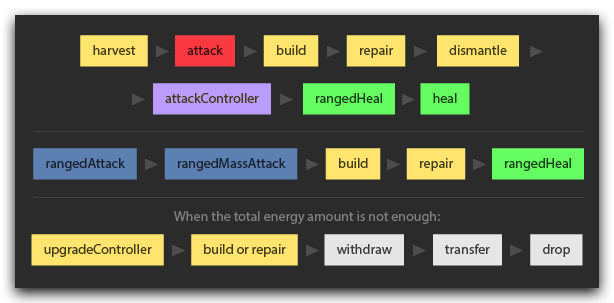 harvest attack build repair dismantle
attackController rangedHeal heal
rangedAttack rangedMassAttack build repair rangedHeal
When the total energy amount is not enough:
upgradeController build or repair withdraw transfer drop